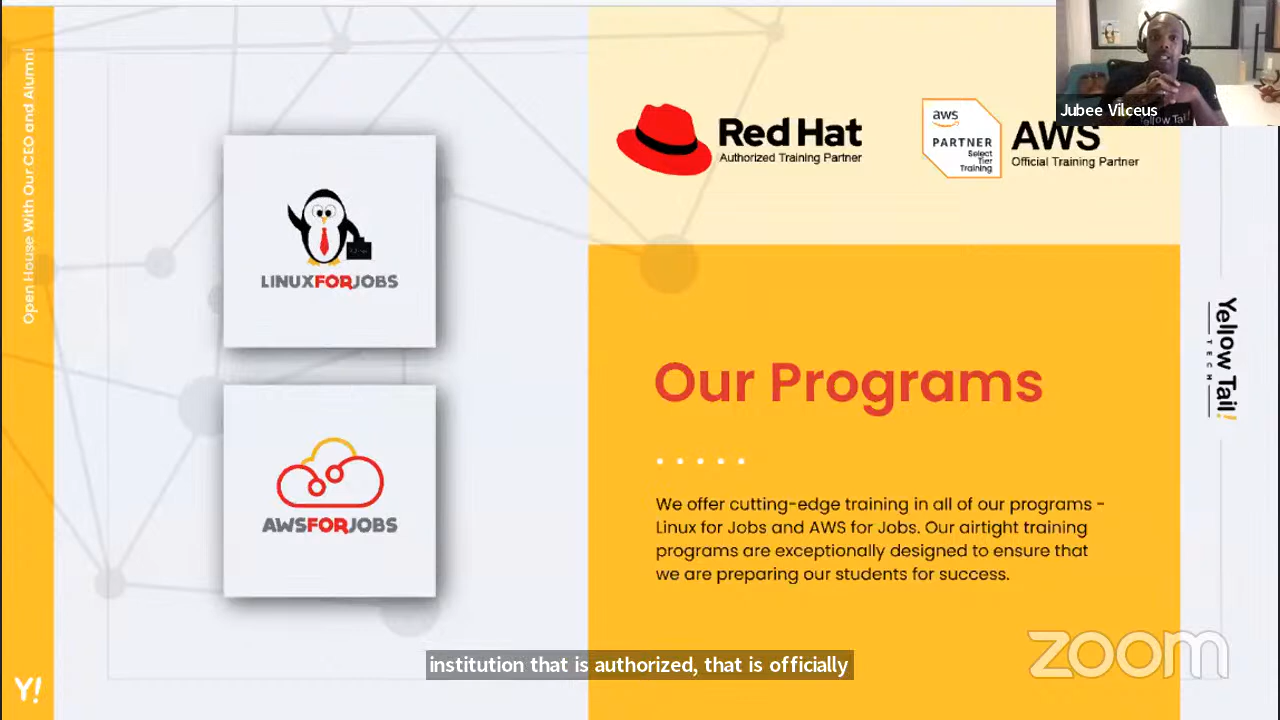 Open House With Our CEO and Alumni
LINUXFORJOBS
AWSFORJOBS
Y!
Red Hat
Authorized Training Partner
aws
PARTNER
Select
Tier
Training
AWS
Official Training Partner
Jubee Vilceus
Yellow Tail
Our Programs
We offer cutting-edge training in all of our programs -
Linux for Jobs and AWS for Jobs. Our airtight training
programs are exceptionally designed to ensure that
we are preparing our students for success.
Yellow Tail!
TECH
institution that is authorized, that is officially
zoom